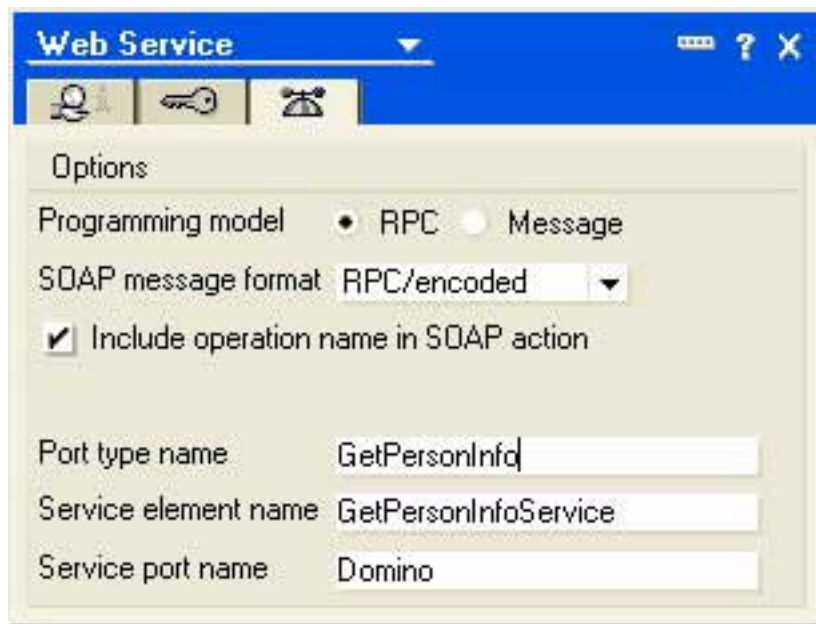 Web Service ? X
Options
Programming model RPC Message
SOAP message format RPC/encoded
Include operation name in SOAP action
Port type name GetPersonInfo
Service element name GetPersonInfoService
Service port name Domino